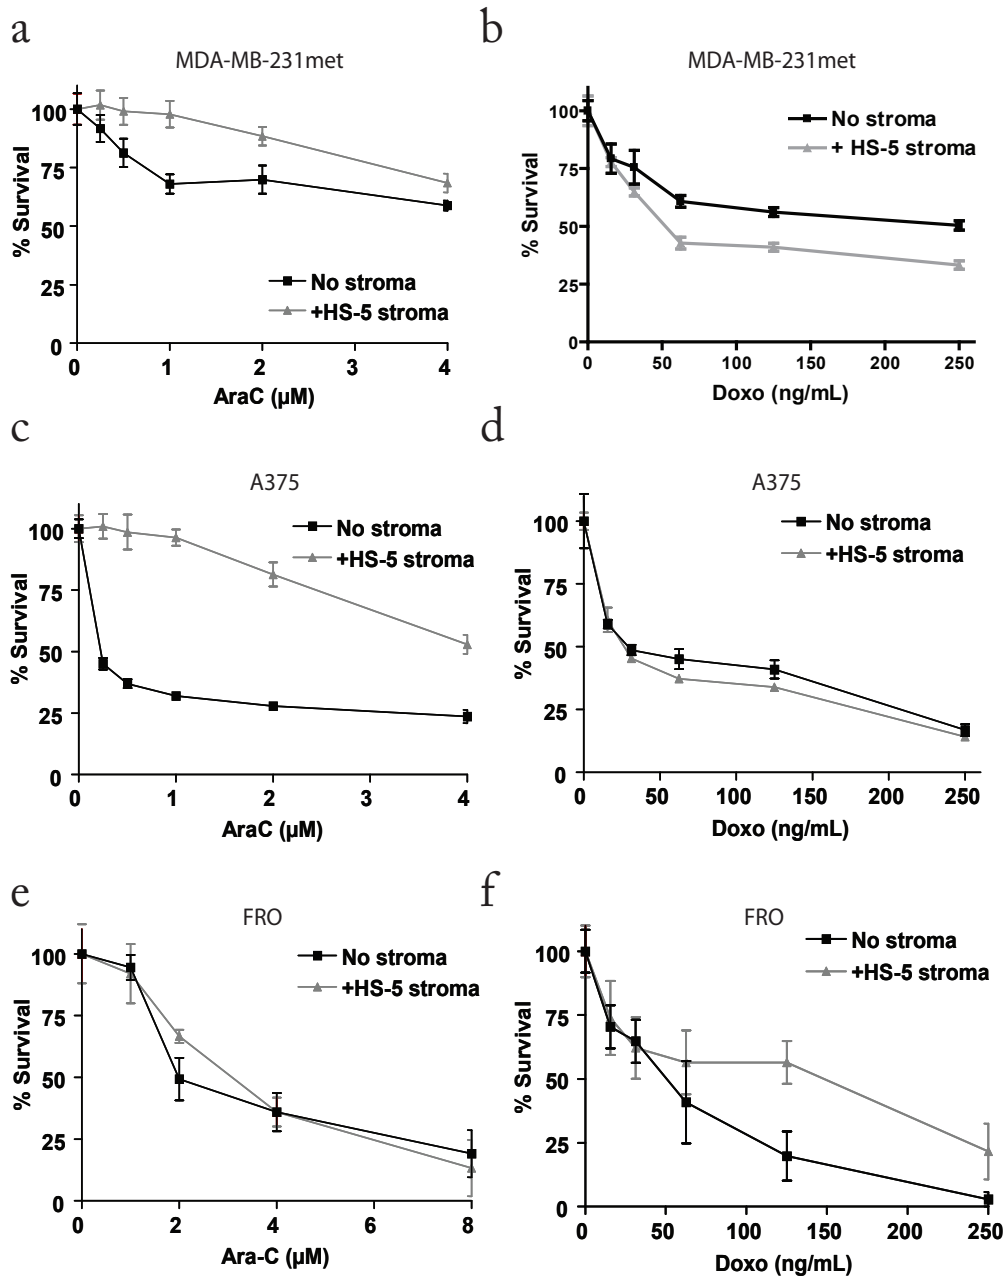 a
MDA-MB-231met
100
75
50
25
0
% Survival
No stroma
+HS-5 stroma
0 1 2 3 4
AraC (µM)
b
MDA-MB-231met
100
75
50
25
0
% Survival
No stroma
+ HS-5 stroma
0 50 100 150 200 250
Doxo (ng/mL)
c
A375
100
75
50
25
0
% Survival
No stroma
+HS-5 stroma
0 1 2 3 4
AraC (µM)
d
A375
100
75
50
25
0
% Survival
No stroma
+HS-5 stroma
0 50 100 150 200 250
Doxo (ng/mL)
e
FRO
100
75
50
25
0
% Survival
No stroma
+HS-5 stroma
0 2 4 6 8
Ara-C (µM)
f
FRO
100
75
50
25
0
% Survival
No stroma
+HS-5 stroma
0 50 100 150 200 250
Doxo (ng/mL)